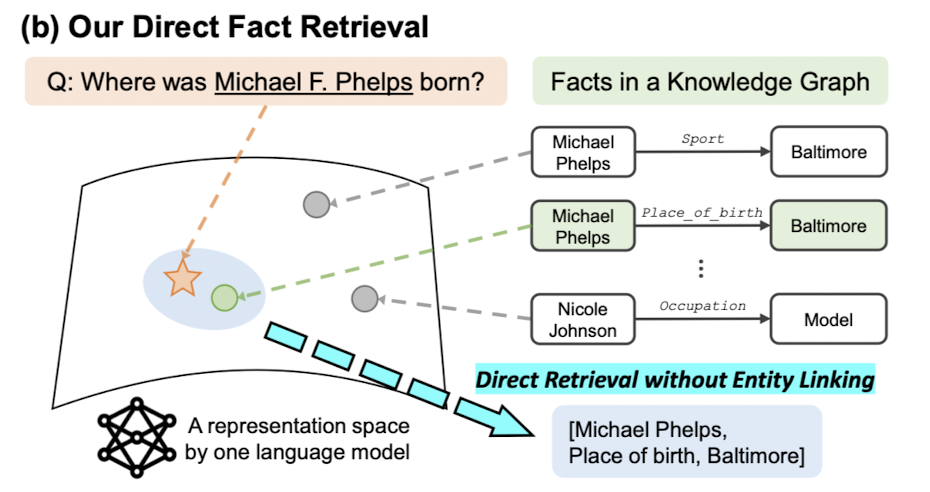 (b) Our Direct Fact Retrieval
Q: Where was Michael F. Phelps born?
Facts in a Knowledge Graph
Michael
Phelps
Sport
Baltimore
Michael
Phelps
Place_of_birth
Baltimore
Nicole
Johnson
Occupation
Model
Direct Retrieval without Entity Linking
A representation space
by one language model
[Michael Phelps,
Place of birth, Baltimore]